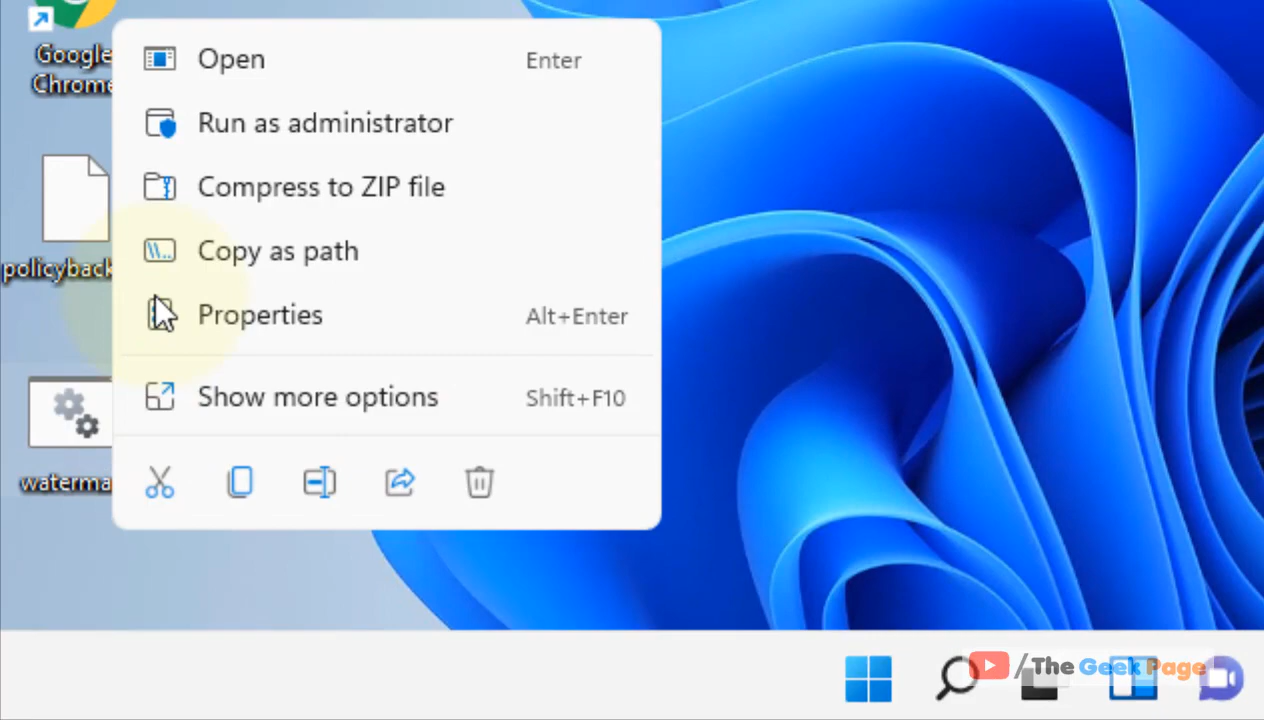 Google
Chrome
policyback
waterma
Open Enter
Run as administrator
Compress to ZIP file
Copy as path
Properties Alt+Enter
Show more options Shift+F10
/The Geek Page